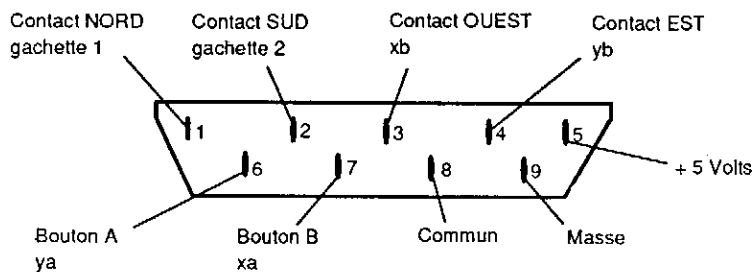 Contact NORD
gachette 1
Contact SUD
gachette 2
Contact OUEST
xb
Contact EST
yb
1
2
3
4
5
6
7
8
9
+ 5 Volts
Bouton A
ya
Bouton B
xa
Commun
Masse